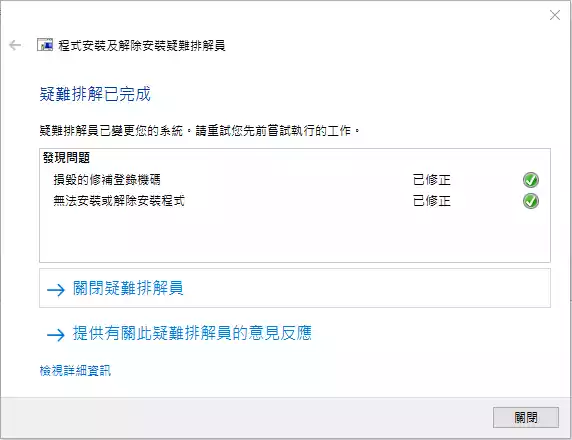 程式安裝及解除安裝疑難排解員
疑難排解已完成
疑難排解員已變更您的系統。請重試您先前嘗試執行的工作。
發現問題
損毀的修補登錄機碼 已修正
無法安裝或解除安裝程式 已修正
→ 關閉疑難排解員
→ 提供有關此疑難排解員的意見反應
檢視詳細資訊
關閉